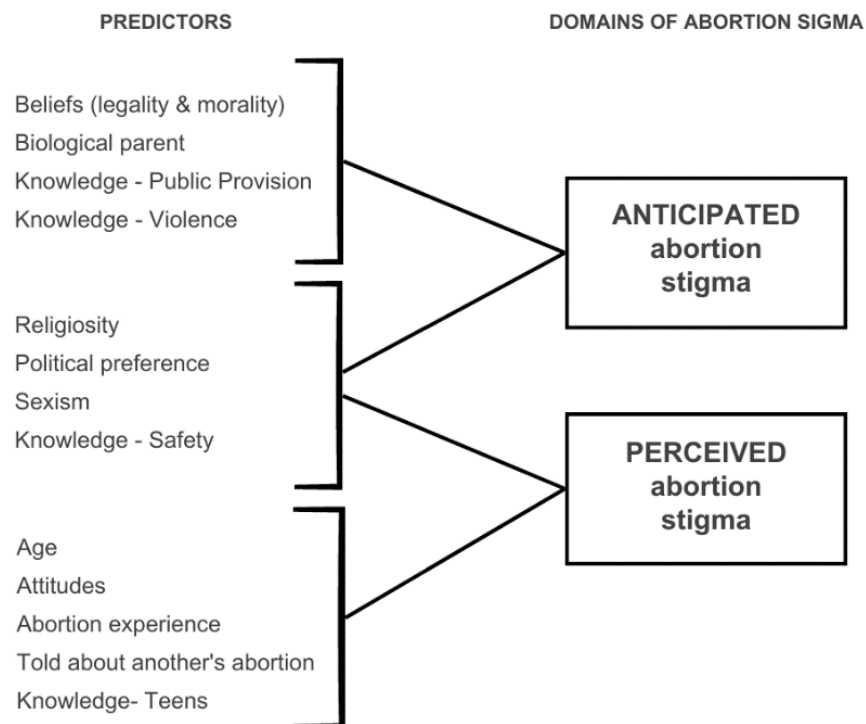 PREDICTORS
DOMAINS OF ABORTION SIGMA
Beliefs (legality & morality)
Biological parent
Knowledge - Public Provision
Knowledge - Violence
Religiosity
Political preference
Sexism
Knowledge - Safety
Age
Attitudes
Abortion experience
Told about another's abortion
Knowledge- Teens
ANTICIPATED
abortion
stigma
PERCEIVED
abortion
stigma